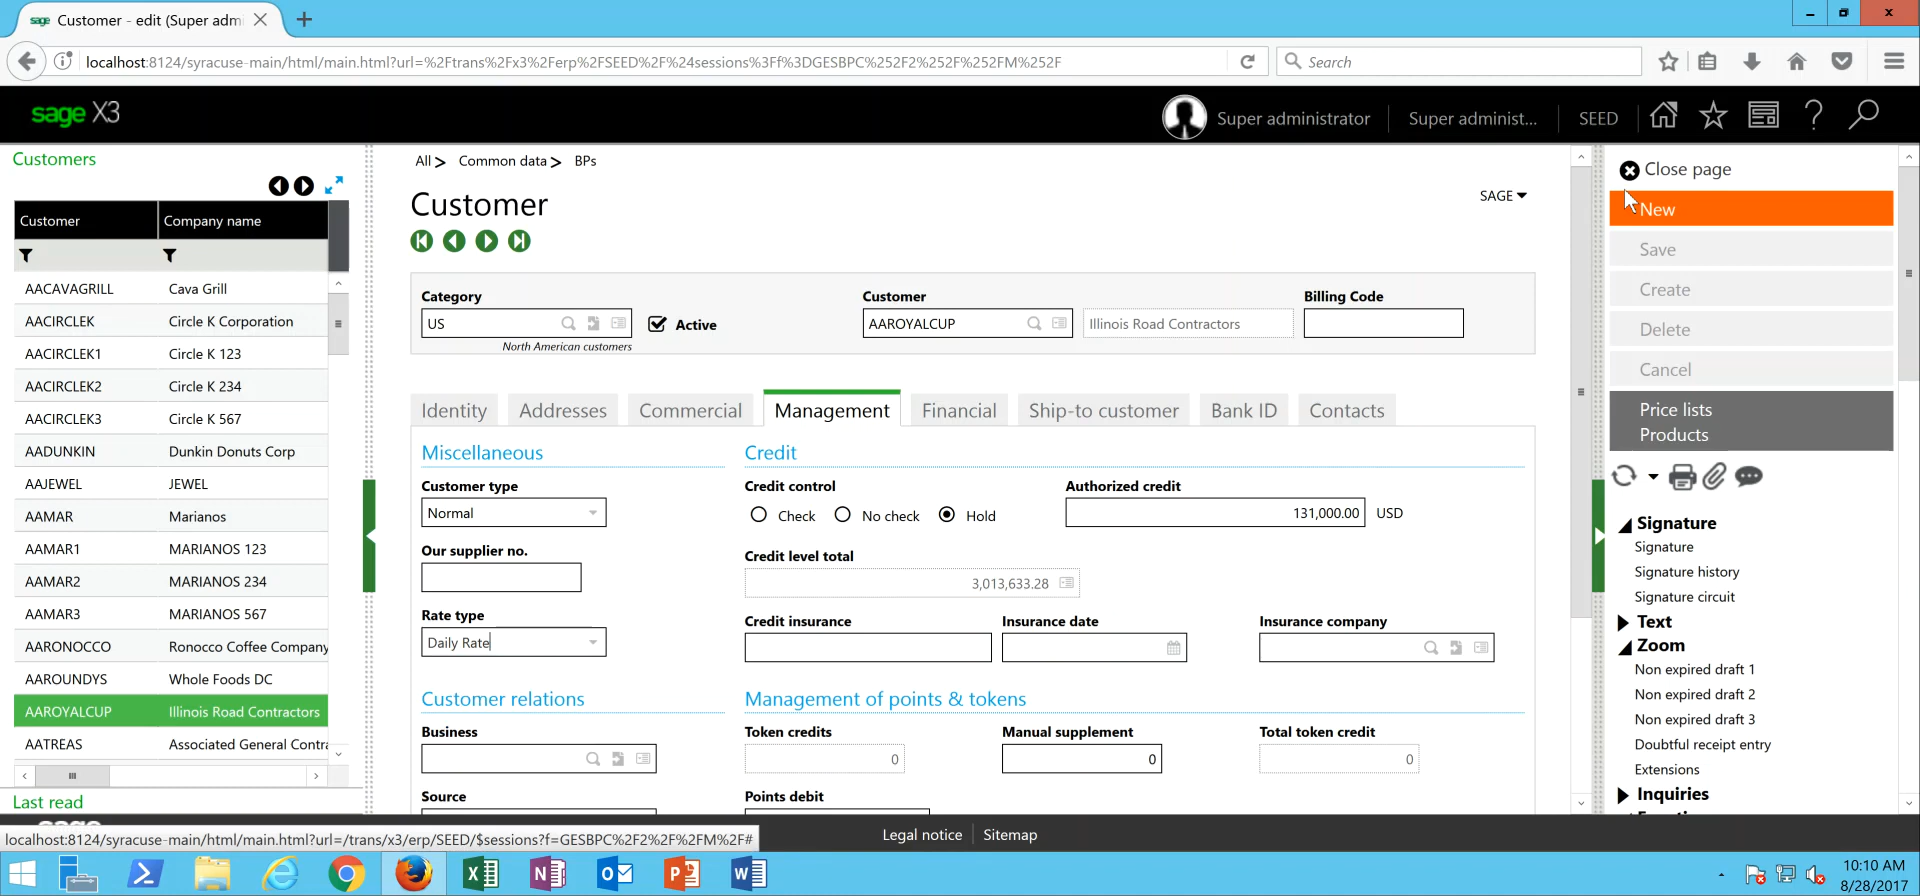 sage Customer - edit (Super admi
localhost:8124/syracuse-main/html/main.html?url=%2Ftrans%2Fx3%2Ferp%2FSEED%2F%24sessions%3Ff%3DGESBPC%252F2%252F%252FM%252F
Search
sage X3
Super administrator
Super administ...
SEED
Customers
Customer Company name
AACAVAGRILL Cava Grill
AACIRCLEK Circle K Corporation
AACIRCLEK1 Circle K 123
AACIRCLEK2 Circle K 234
AACIRCLEK3 Circle K 567
AADUNKIN Dunkin Donuts Corp
AAJEWEL JEWEL
AAMAR Marianos
AAMAR1 MARIANOS 123
AAMAR2 MARIANOS 234
AAMAR3 MARIANOS 567
AARONOCCO Ronocco Coffee Company
AAROUNDYS Whole Foods DC
AAROYALCUP Illinois Road Contractors
AATREAS Associated General Contra
Last read
All > Common data > BPs
Customer
SAGE
Category
US
North American customers
Active
Customer
AAROYALCUP
Illinois Road Contractors
Billing Code
Identity Addresses Commercial Management Financial Ship-to customer Bank ID Contacts
Miscellaneous
Customer type
Normal
Our supplier no.
Rate type
Daily Rate
Credit
Credit control
Check No check Hold
Authorized credit
131,000.00 USD
Credit level total
3,013,633.28
Credit insurance Insurance date Insurance company
Customer relations
Business
Source
Management of points & tokens
Token credits Manual supplement Total token credit
0 0 0
Points debit
Close page
New
Save
Create
Delete
Cancel
Price lists
Products
Signature
Signature
Signature history
Signature circuit
Text
Zoom
Non expired draft 1
Non expired draft 2
Non expired draft 3
Doubtful receipt entry
Extensions
Inquiries
localhost:8124/syracuse-main/html/main.html?url=/trans/x3/erp/SEED/$sessions?f=GESBPC%2F2%2F%2FM%2F#
Legal notice Sitemap
10:10 AM
8/28/2017